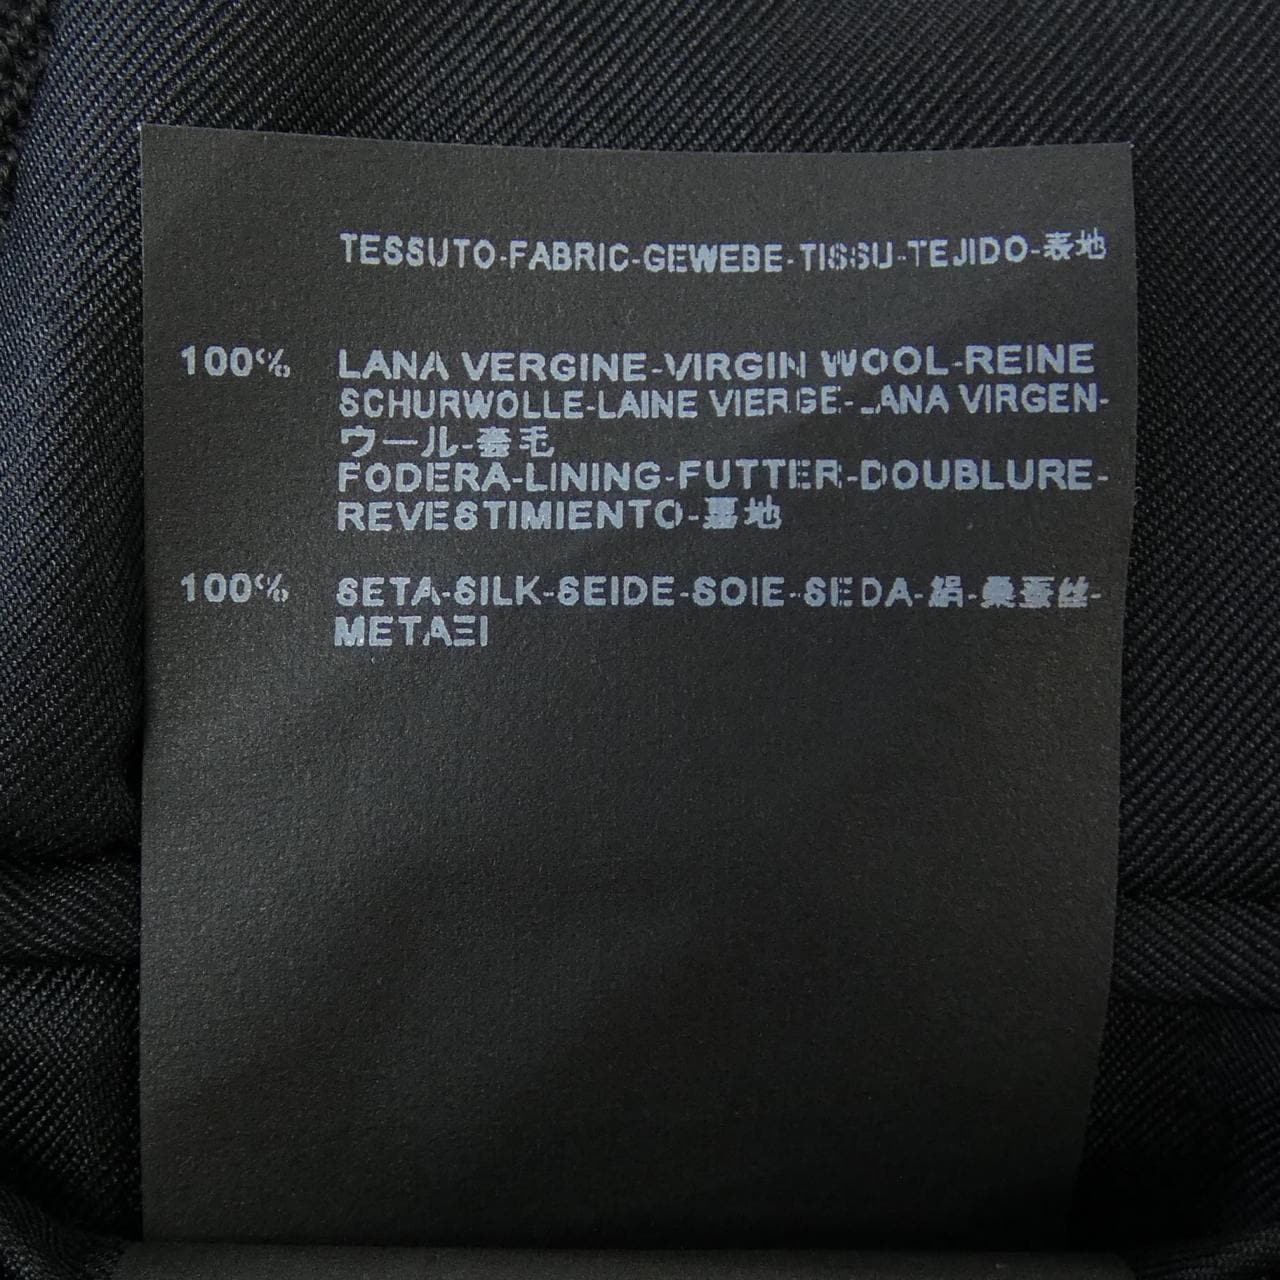 TESSUTO-FABRIC-GEWEBE-TISSU-TEJIDO-表地
100% LANA VERGINE-VIRGIN WOOL-REINE
SCHURWOLLE-LAINE VIERGE-LANA VIRGEN-
ウール-套毛
FODERA-LINING-FUTTER-DOUBLURE-
REVESTIMIENTO-裏地
100% SETA-SILK-SEIDE-SOIE-SEDA-絹-桑蚕丝-
METAΞI